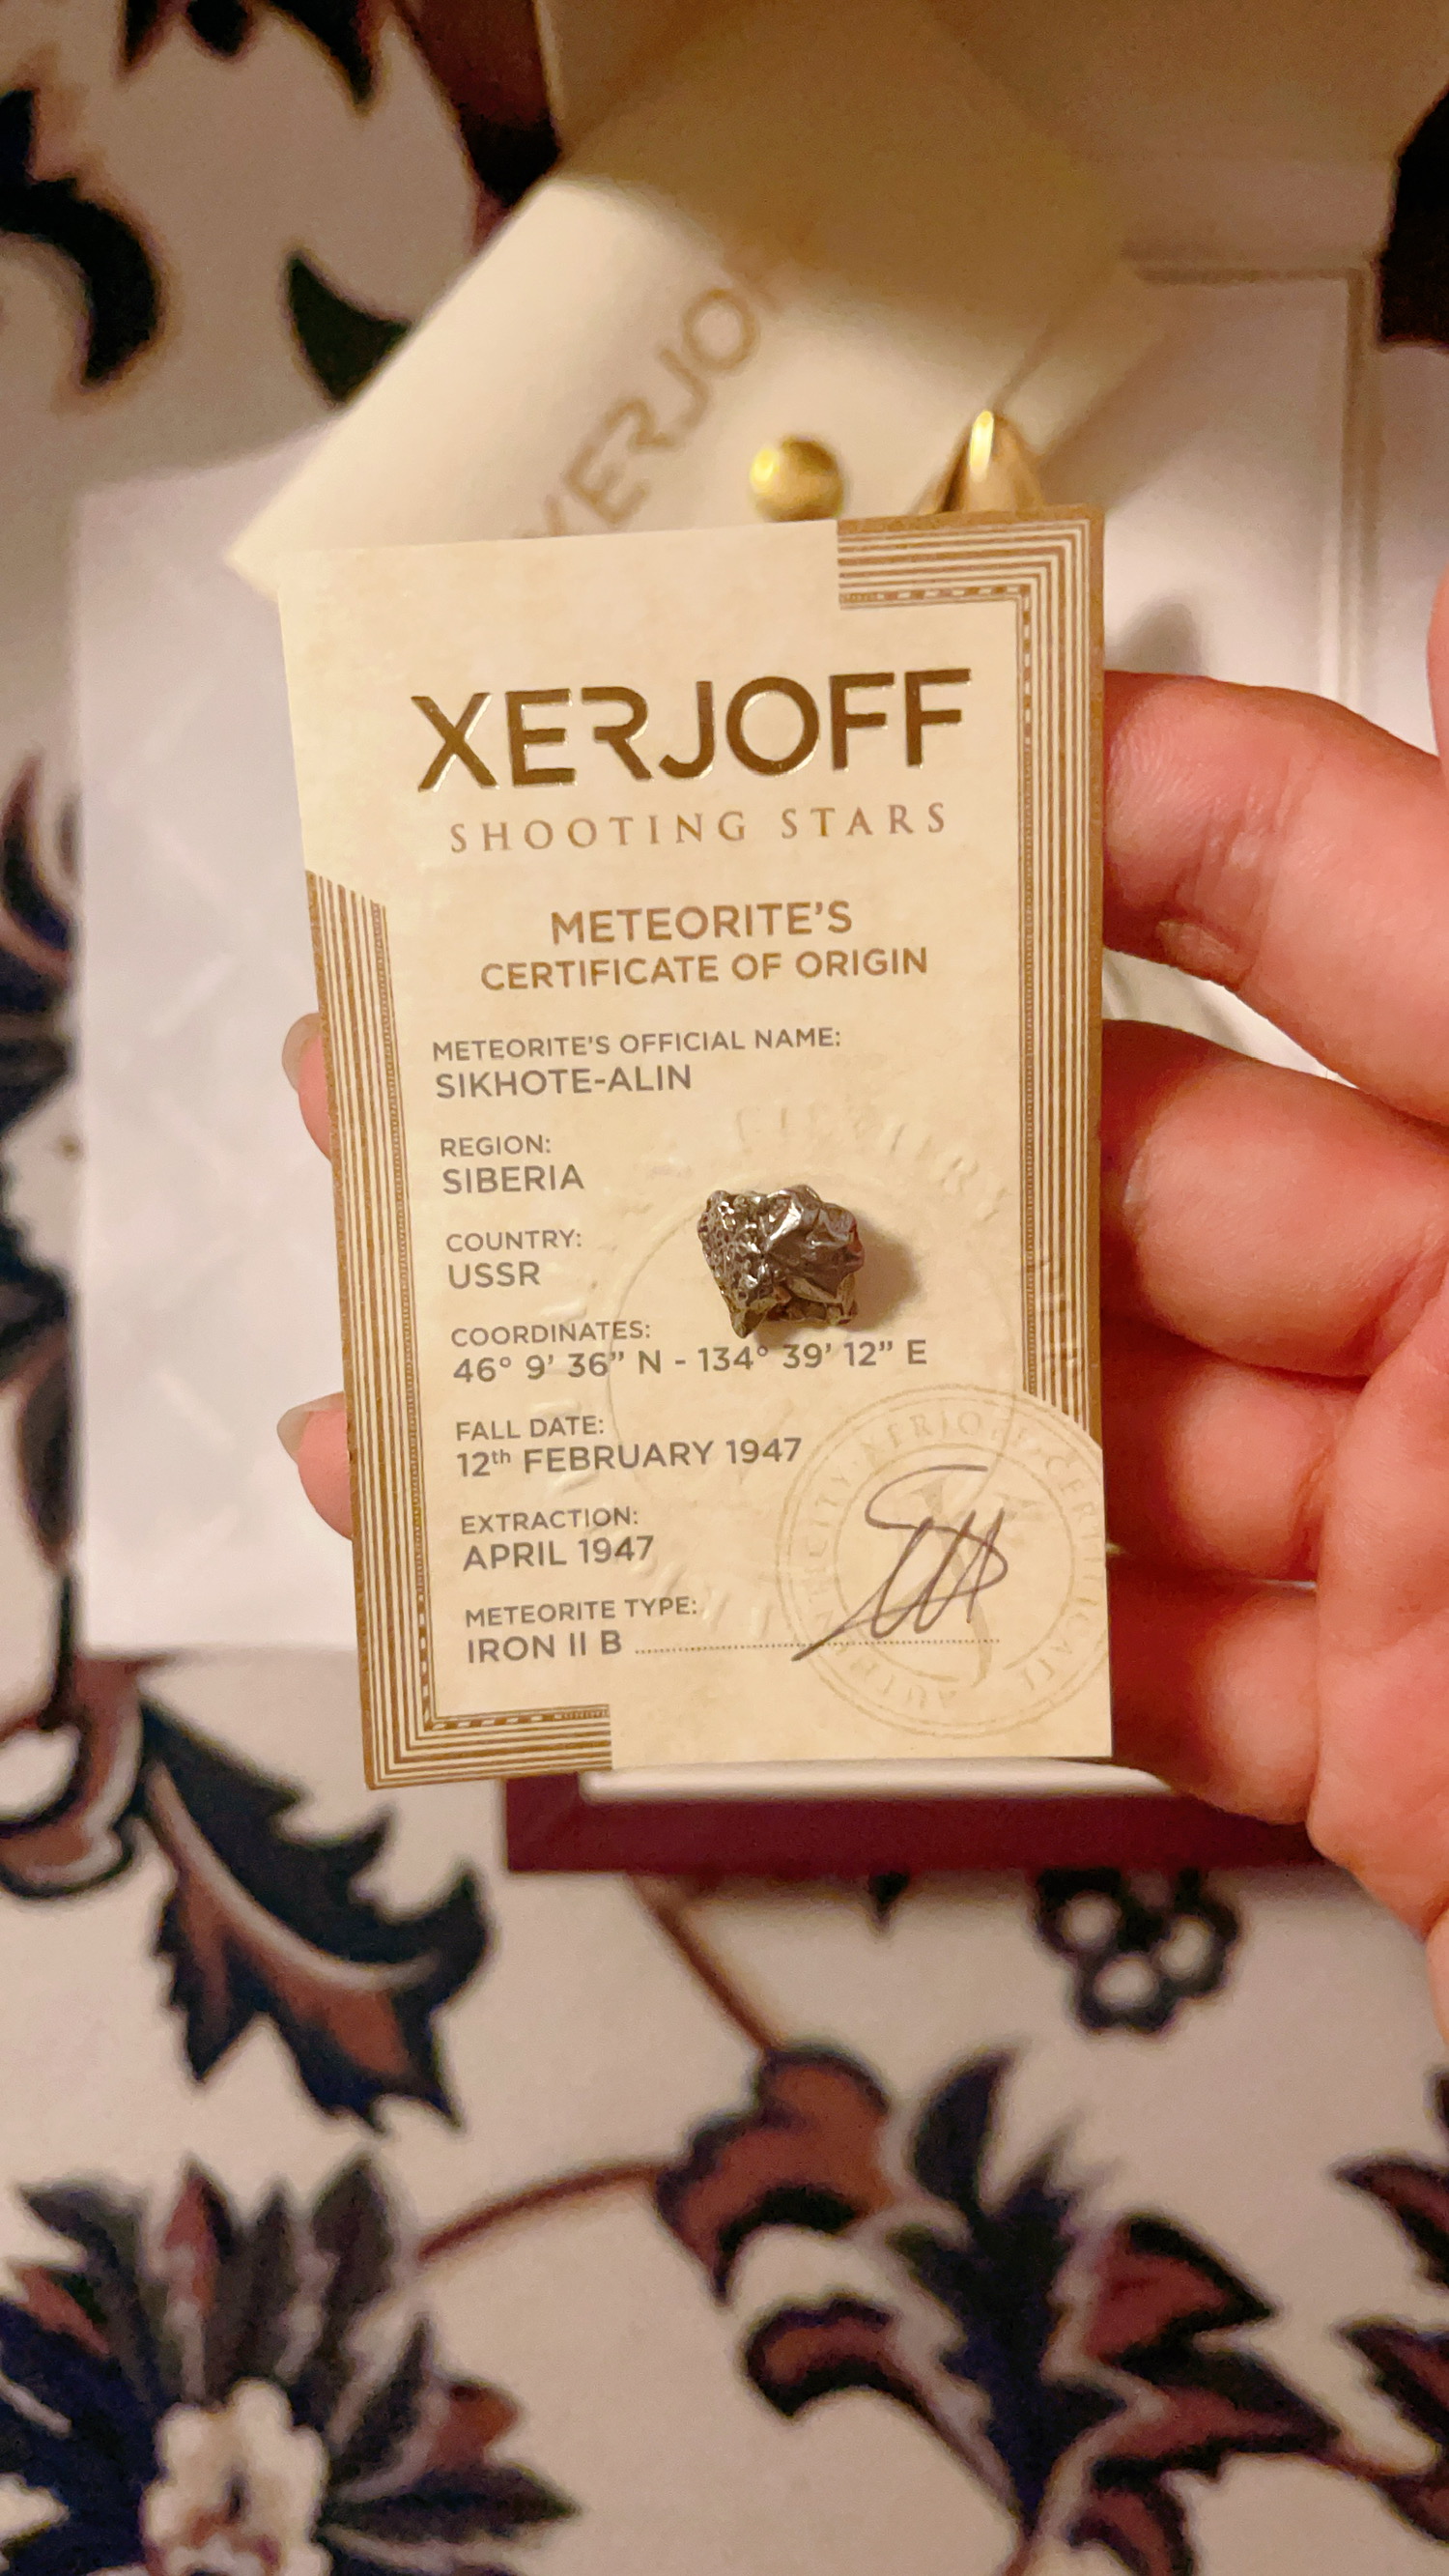 XERJO
XERJOFF
SHOOTING STARS
METEORITE'S
CERTIFICATE OF ORIGIN
METEORITE'S OFFICIAL NAME:
SIKHOTE-ALIN
REGION:
SIBERIA
COUNTRY:
USSR
COORDINATES:
46° 9' 36” N - 134° 39' 12” E
FALL DATE:
12th FEBRUARY 1947
EXTRACTION:
APRIL 1947
METEORITE TYPE:
IRON II B